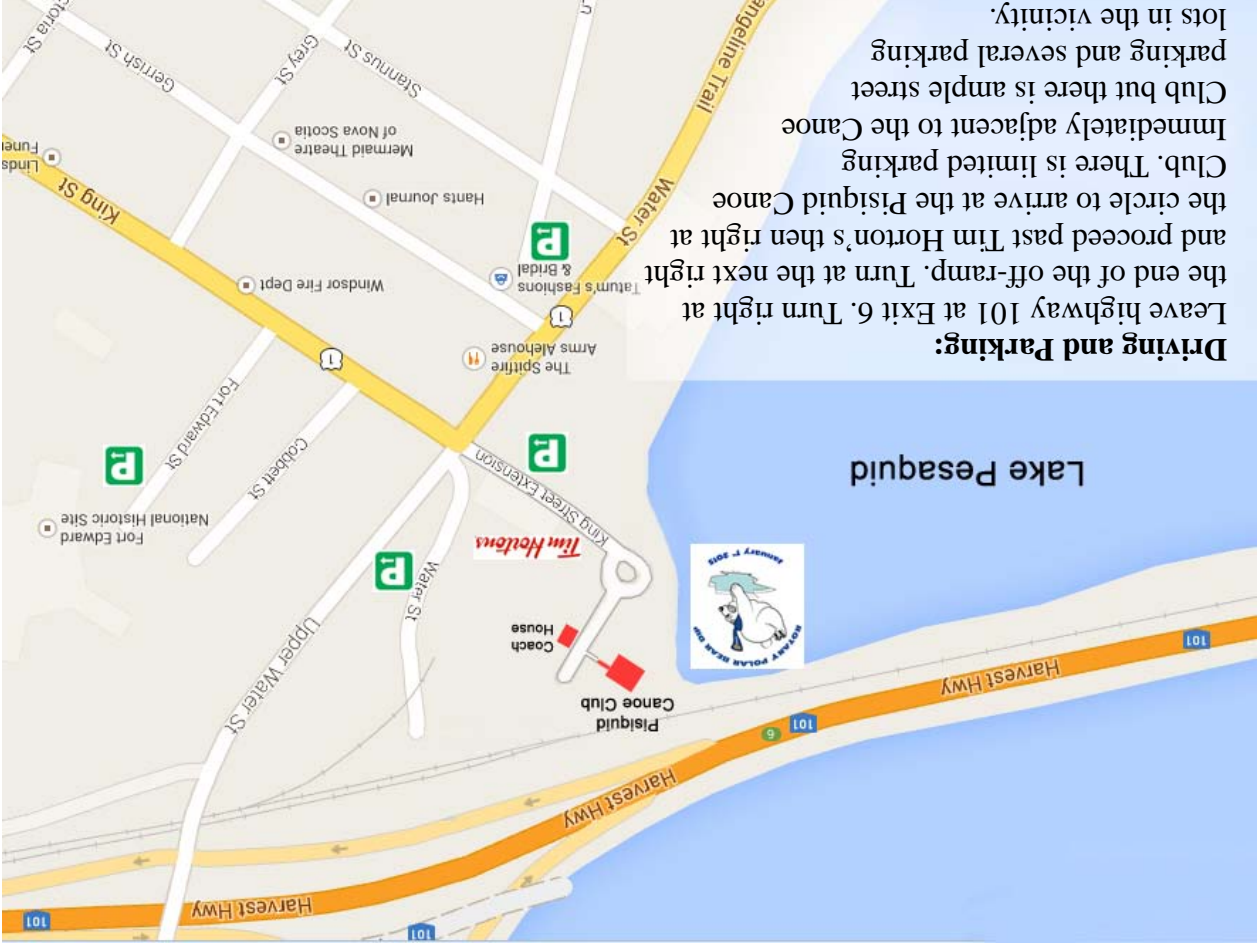 101
101
Harvest Hwy
Harvest Hwy
101
6
Harvest Hwy
101
Pisiquid
Canoe Club
Coach
House
Upper Water St
ROTARY POLAR BEAR DIP
January 1st 2015
Water St
Tim Hortons
King Street Extension
Lake Pesaquid
P
P
P
Fort Edward
National Historic Site
Cobbett St
Fort Edward St
Driving and Parking:
Leave highway 101 at Exit 6. Turn right at
the end of the off-ramp. Turn at the next right
and proceed past Tim Horton's then right at
the circle to arrive at the Pisiquid Canoe
Club. There is limited parking
Immediately adjacent to the Canoe
Club but there is ample street
parking and several parking
lots in the vicinity.
The Spitfire
Arms Alehouse
1
1
Tatum's Fashions
& Bridal
P
Windsor Fire Dept
Water St
Hants Journal
King St
Mermaid Theatre
of Nova Scotia
Linds
Funer
angeline Trail
Stannus St
Grey St
Gerrish St
toria St